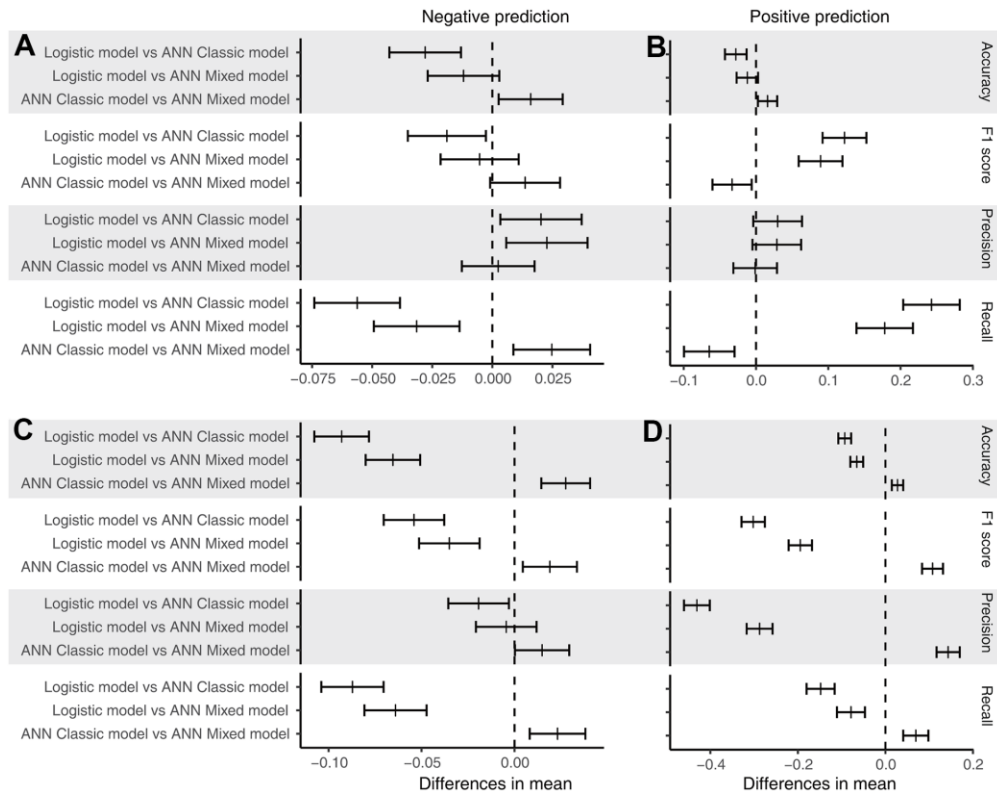 Negative prediction
Positive prediction
A
Logistic model vs ANN Classic model
Logistic model vs ANN Mixed model
ANN Classic model vs ANN Mixed model
Logistic model vs ANN Classic model
Logistic model vs ANN Mixed model
ANN Classic model vs ANN Mixed model
Logistic model vs ANN Classic model
Logistic model vs ANN Mixed model
ANN Classic model vs ANN Mixed model
Logistic model vs ANN Classic model
Logistic model vs ANN Mixed model
ANN Classic model vs ANN Mixed model
−0.075 −0.050 −0.025 0.000 0.025
B
Accuracy
F1 score
Precision
Recall
−0.1 0.0 0.1 0.2 0.3
C
Logistic model vs ANN Classic model
Logistic model vs ANN Mixed model
ANN Classic model vs ANN Mixed model
Logistic model vs ANN Classic model
Logistic model vs ANN Mixed model
ANN Classic model vs ANN Mixed model
Logistic model vs ANN Classic model
Logistic model vs ANN Mixed model
ANN Classic model vs ANN Mixed model
Logistic model vs ANN Classic model
Logistic model vs ANN Mixed model
ANN Classic model vs ANN Mixed model
−0.10 −0.05 0.00
Differences in mean
D
Accuracy
F1 score
Precision
Recall
−0.4 −0.2 0.0 0.2
Differences in mean